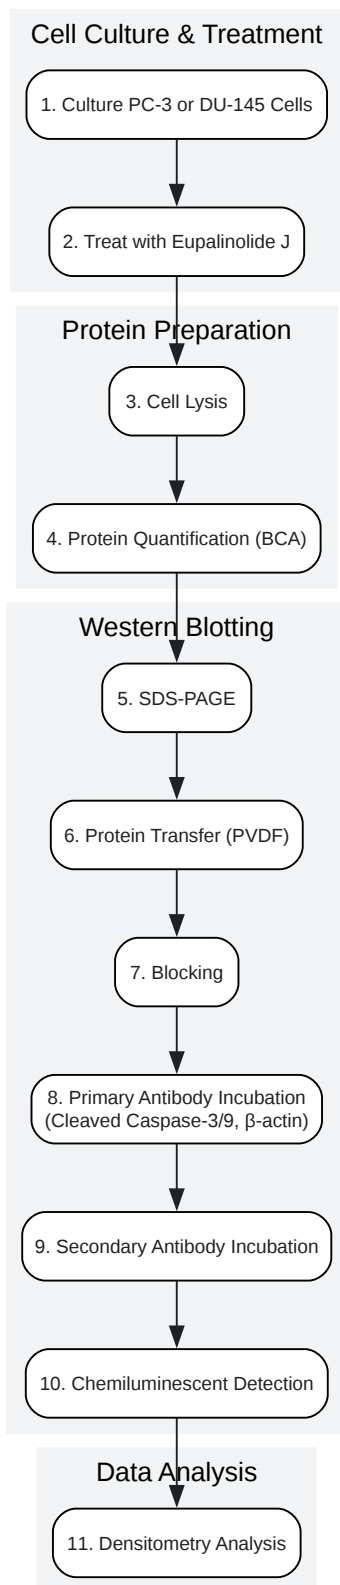 Cell Culture & Treatment
1. Culture PC-3 or DU-145 Cells
2. Treat with Eupalinolide J
Protein Preparation
3. Cell Lysis
4. Protein Quantification (BCA)
Western Blotting
5. SDS-PAGE
6. Protein Transfer (PVDF)
7. Blocking
8. Primary Antibody Incubation
(Cleaved Caspase-3/9, β-actin)
9. Secondary Antibody Incubation
10. Chemiluminescent Detection
Data Analysis
11. Densitometry Analysis